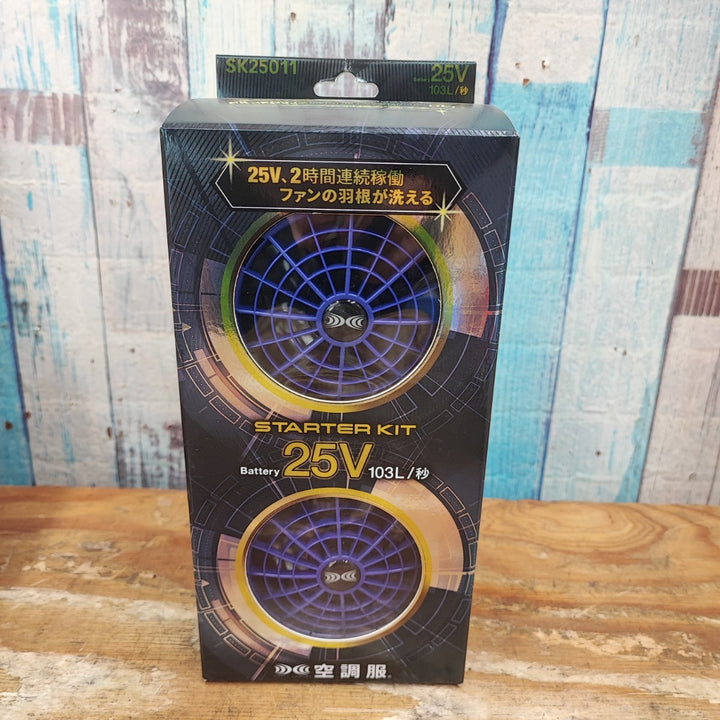 SK25011
Battery 25V
103L/秒
25V、2時間連続稼働
ファンの羽根が洗える
STARTER KIT
Battery 25V 103L/秒
空調服®